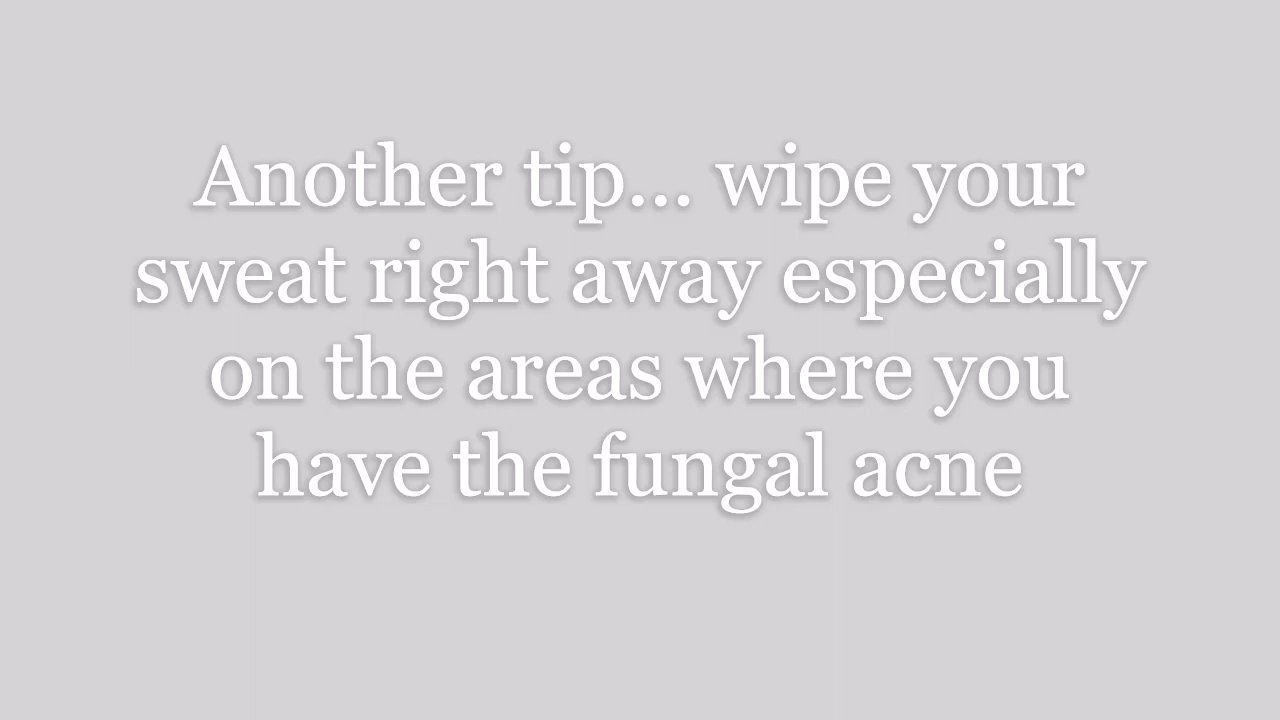 Another tip... wipe your
sweat right away especially
on the areas where you
have the fungal acne